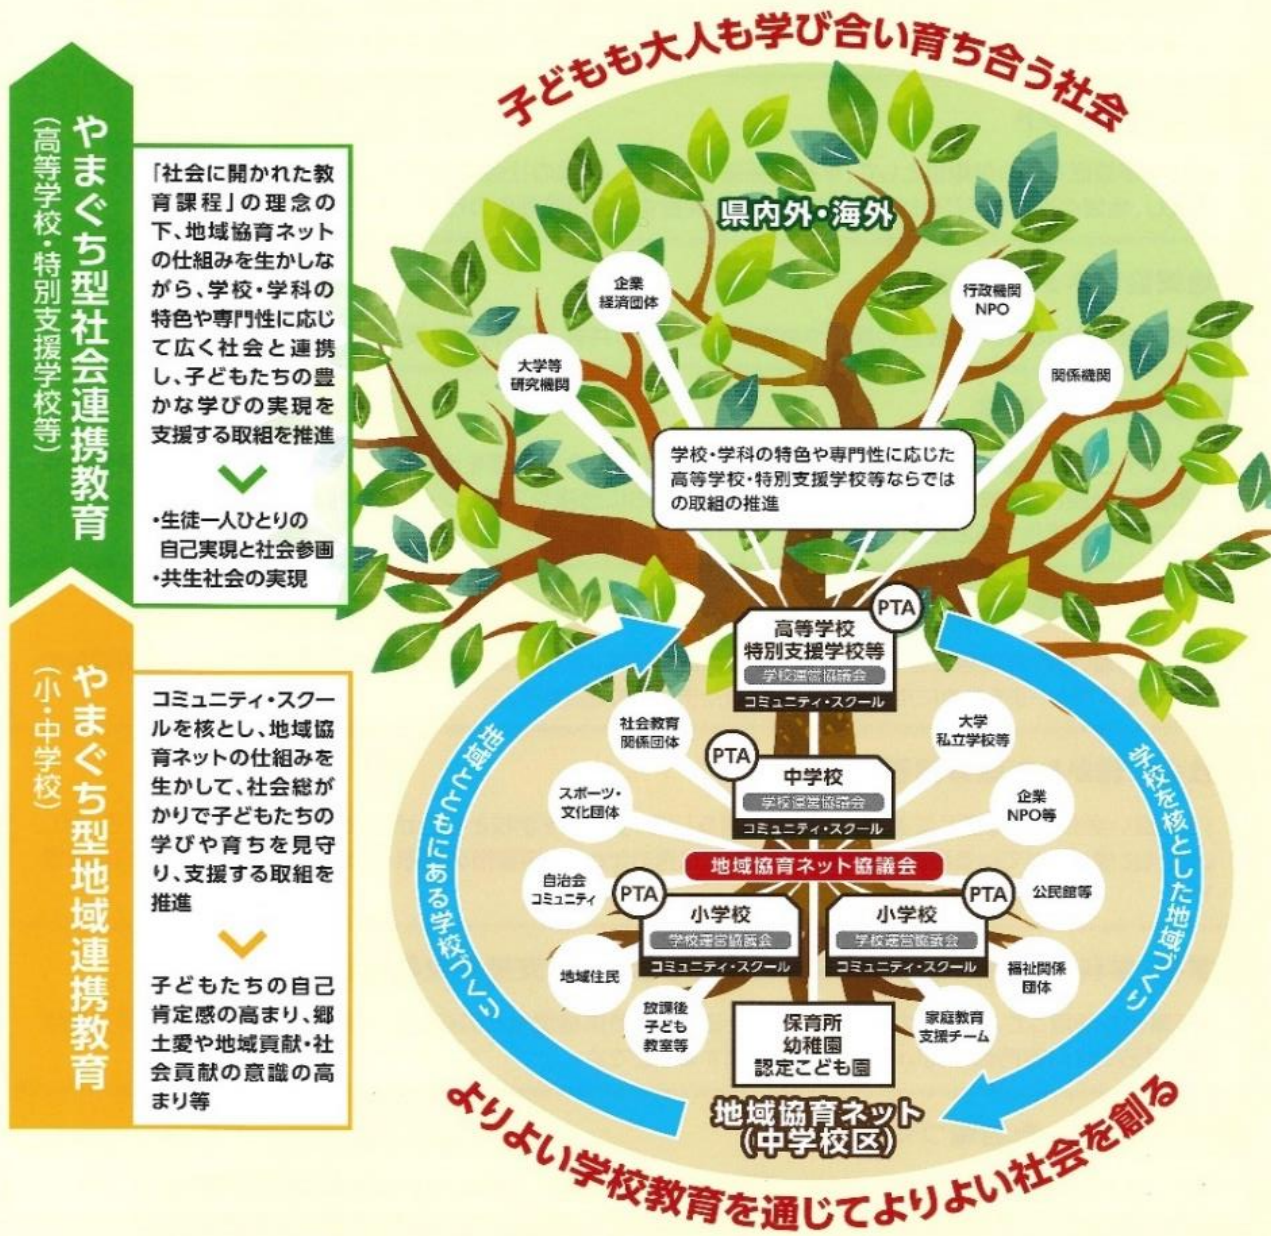 子どもも大人も学び合い育ち合う社会
やまぐち型社会連携教育
(高等学校・特別支援学校等)
「社会に開かれた教
育課程」の理念の
下、地域協育ネット
の仕組みを生かしな
がら、学校・学科の
特色や専門性に応じ
て広く社会と連携
し、子どもたちの豊
かな学びの実現を
支援する取組を推進
・生徒一人ひとりの
自己実現と社会参画
・共生社会の実現
やまぐち型地域連携教育
(小・中学校)
コミュニティ・スクー
ルを核とし、地域協
育ネットの仕組みを
生かして、社会総が
かりで子どもたちの
学びや育ちを見守
り、支援する取組を
推進
子どもたちの自己
肯定感の高まり、郷
土愛や地域貢献・社
会貢献の意識の高
まり等
県内外・海外
企業
経済団体
行政機関
NPO
大学等
研究機関
関係機関
学校・学科の特色や専門性に応じた
高等学校・特別支援学校等ならでは
の取組の推進
PTA
高等学校
特別支援学校等
学校運営協議会
コミュニティ・スクール
地域とともにある学校づくり
学校を核とした地域づくり
社会教育
関係団体
大学
私立学校等
PTA
中学校
学校運営協議会
コミュニティ・スクール
スポーツ・
文化団体
企業
NPO等
地域協育ネット協議会
自治会
コミュニティ
PTA
小学校
学校運営協議会
コミュニティ・スクール
PTA
小学校
学校運営協議会
コミュニティ・スクール
公民館等
地域住民
福祉関係
団体
放課後
子ども
教室等
保育所
幼稚園
認定こども園
家庭教育
支援チーム
地域協育ネット
(中学校区)
よりよい学校教育を通じてよりよい社会を創る